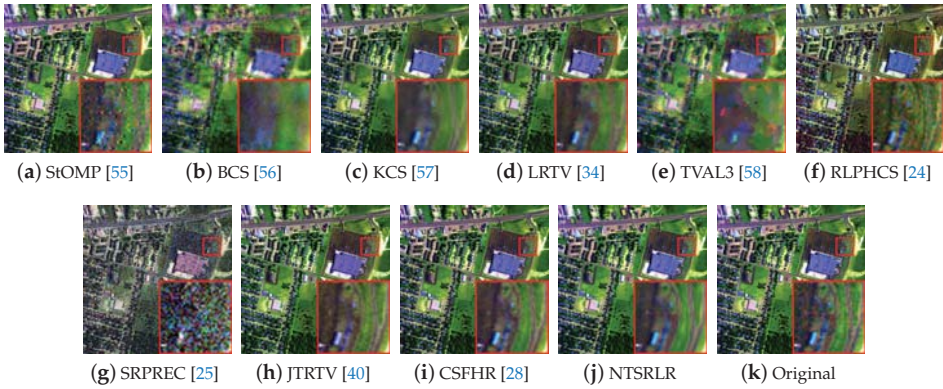 (a) StOMP [55]
(b) BCS [56]
(c) KCS [57]
(d) LRTV [34]
(e) TVAL3 [58]
(f) RLPHCS [24]
(g) SRPREC [25]
(h) JTRTV [40]
(i) CSFHR [28]
(j) NTSRLR
(k) Original